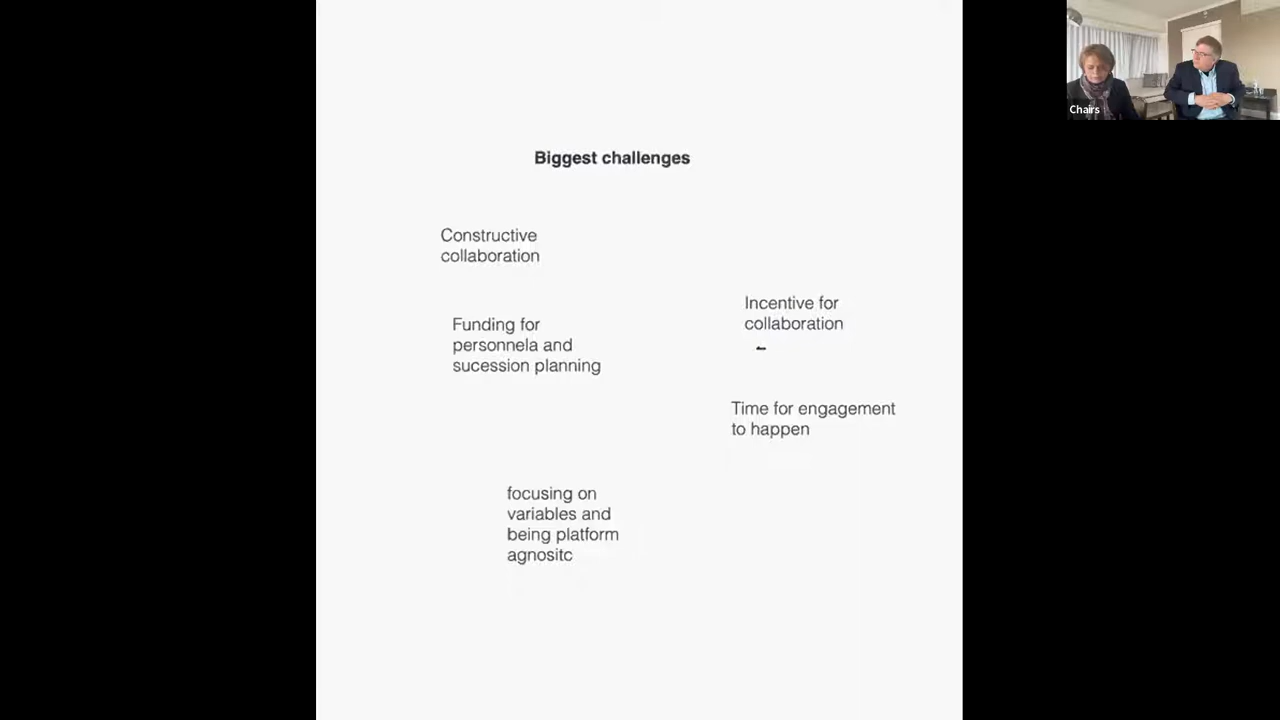 Chairs
Biggest challenges
Constructive
collaboration
Funding for
personnela and
sucession planning
Incentive for
collaboration
Time for engagement
to happen
focusing on
variables and
being platform
agnositc